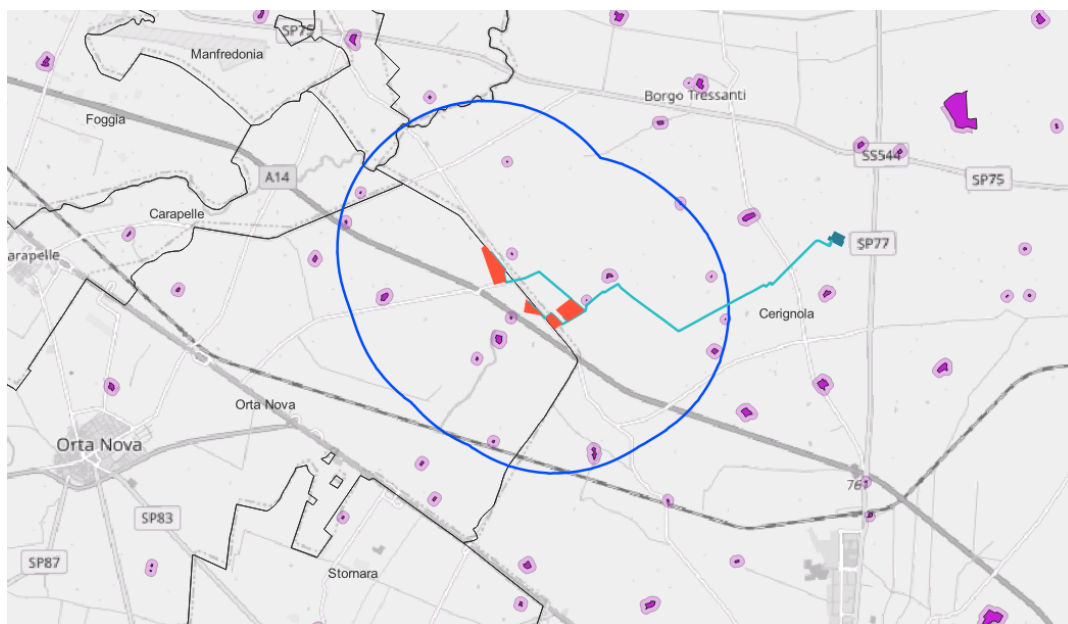 SP75
Manfredonia
Borgo Tressanti
Foggia
SS544
A14
SP75
Carapelle
arapelle
SP77
Cerignola
Orta Nova
Orta Nova
761
SP83
SP87
Stornara